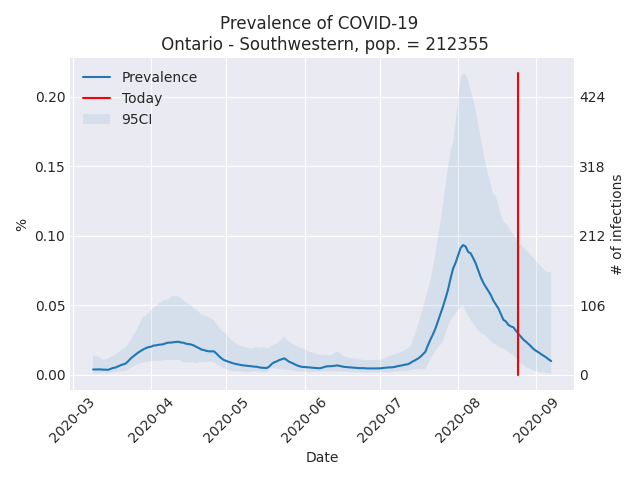 Prevalence of COVID-19
Ontario - Southwestern, pop. = 212355
Prevalence
Today
95CI
0.20
0.15
0.10
0.05
0.00
%
424
318
212
106
0
# of infections
2020-03
2020-04
2020-05
2020-06
2020-07
2020-08
2020-09
Date